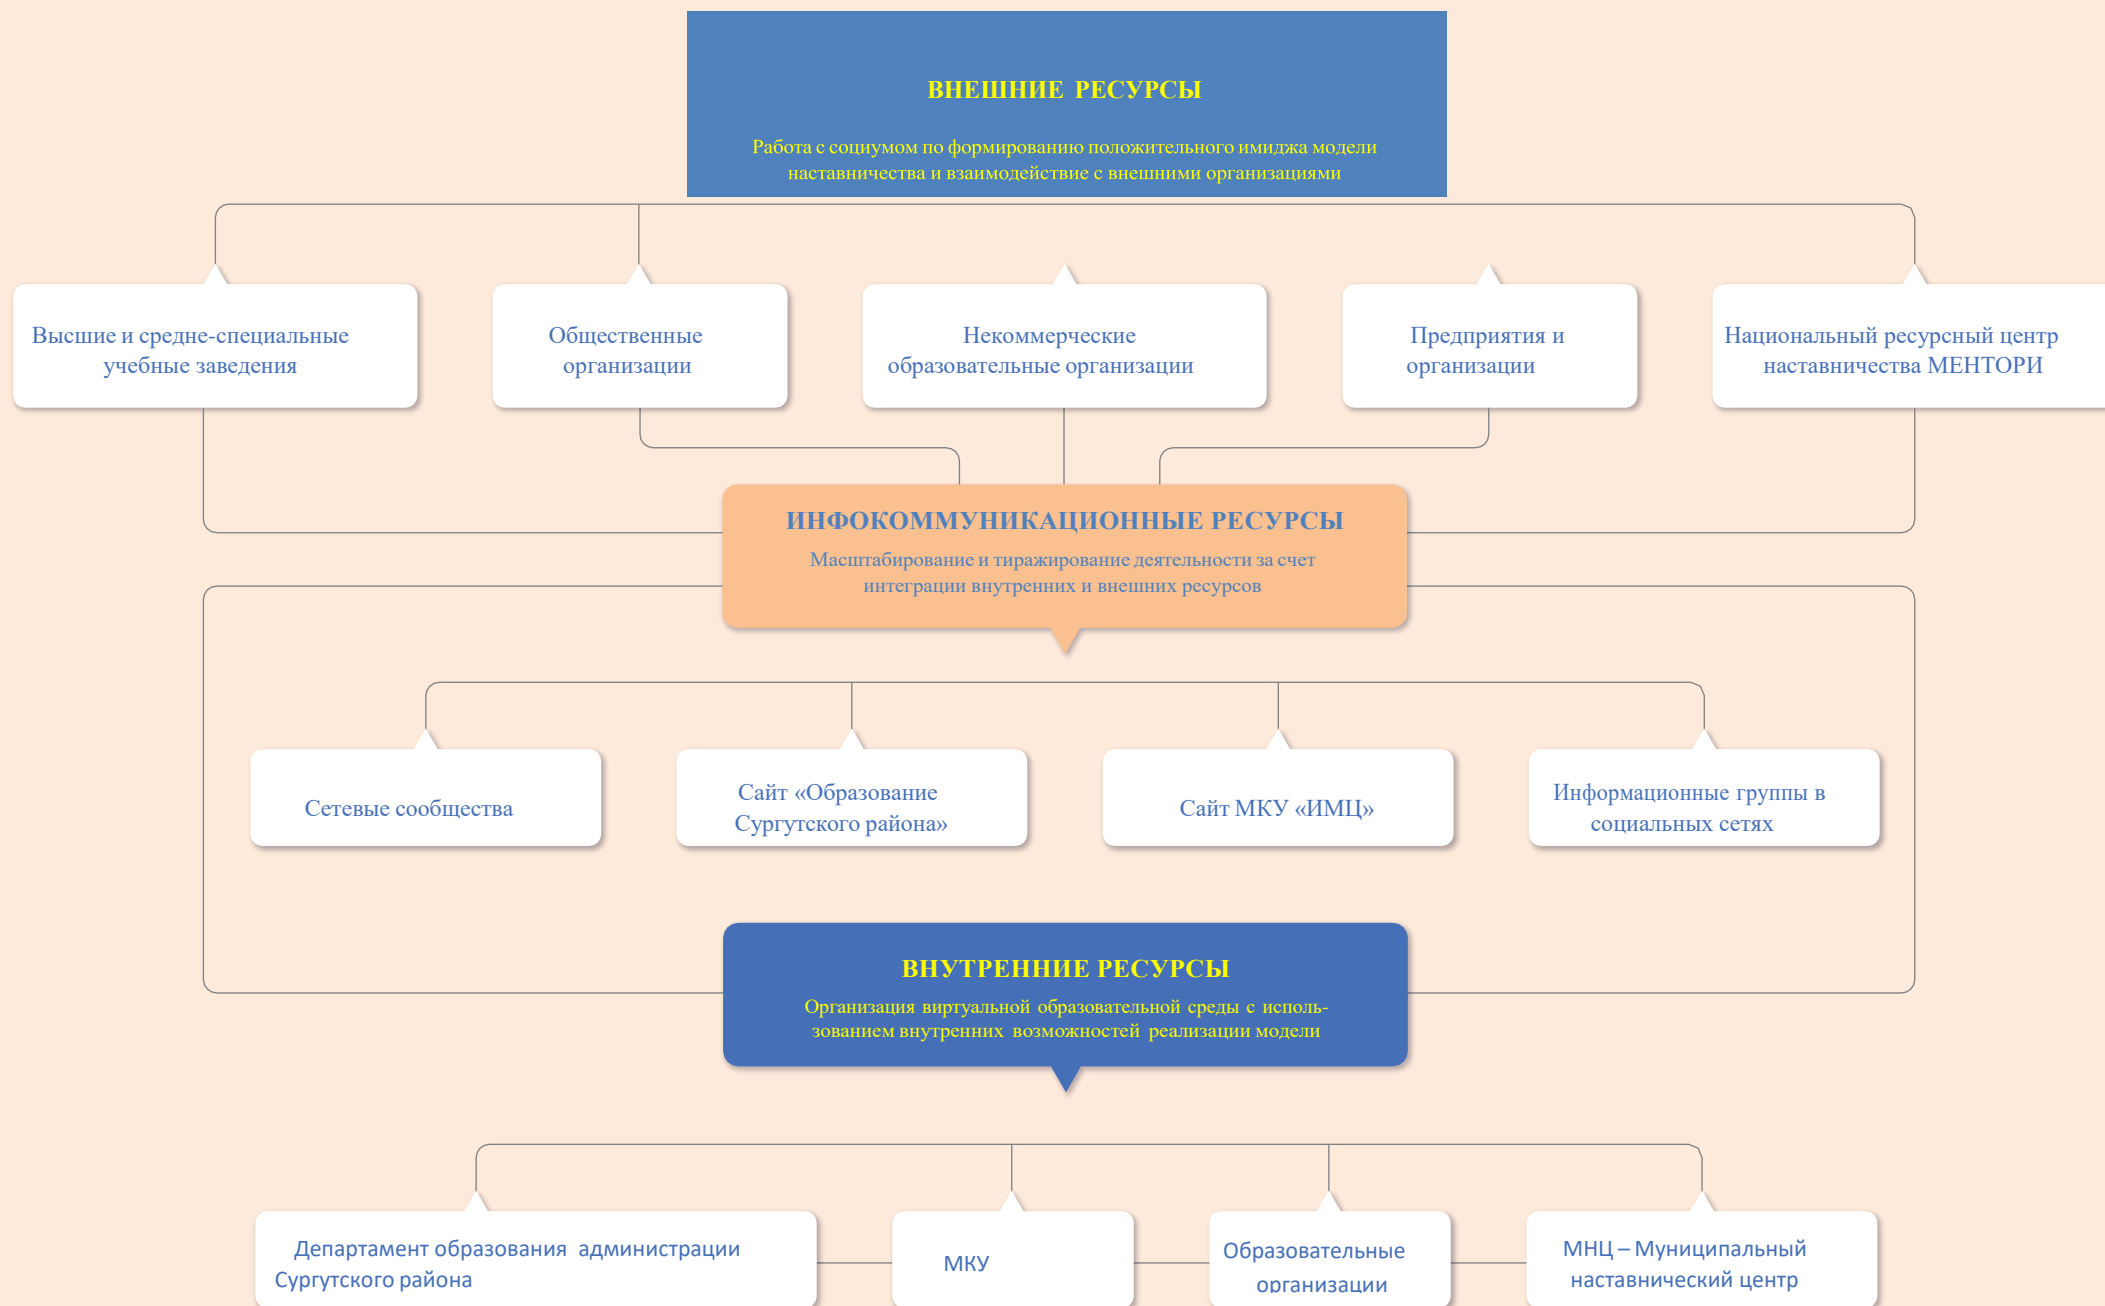 ВНЕШНИЕ РЕСУРСЫ
Работа с социумом по формированию положительного имиджа модели
наставничества и взаимодействие с внешними организациями
Высшие и средне-специальные
учебные заведения
Общественные
организации
Некоммерческие
образовательные организации
Предприятия и
организации
Национальный ресурсный центр
наставничества МЕНТОРИ
ИНФОКОММУНИКАЦИОННЫЕ РЕСУРСЫ
Масштабирование и тиражирование деятельности за счет
интеграции внутренних и внешних ресурсов
Сетевые сообщества
Сайт «Образование
Сургутского района»
Сайт МКУ «ИМЦ»
Информационные группы в
социальных сетях
ВНУТРЕННИЕ РЕСУРСЫ
Организация виртуальной образовательной среды с исполь-
зованием внутренних возможностей реализации модели
Департамент образования администрации
Сургутского района
МКУ
Образовательные
организации
МНЦ – Муниципальный
наставнический центр